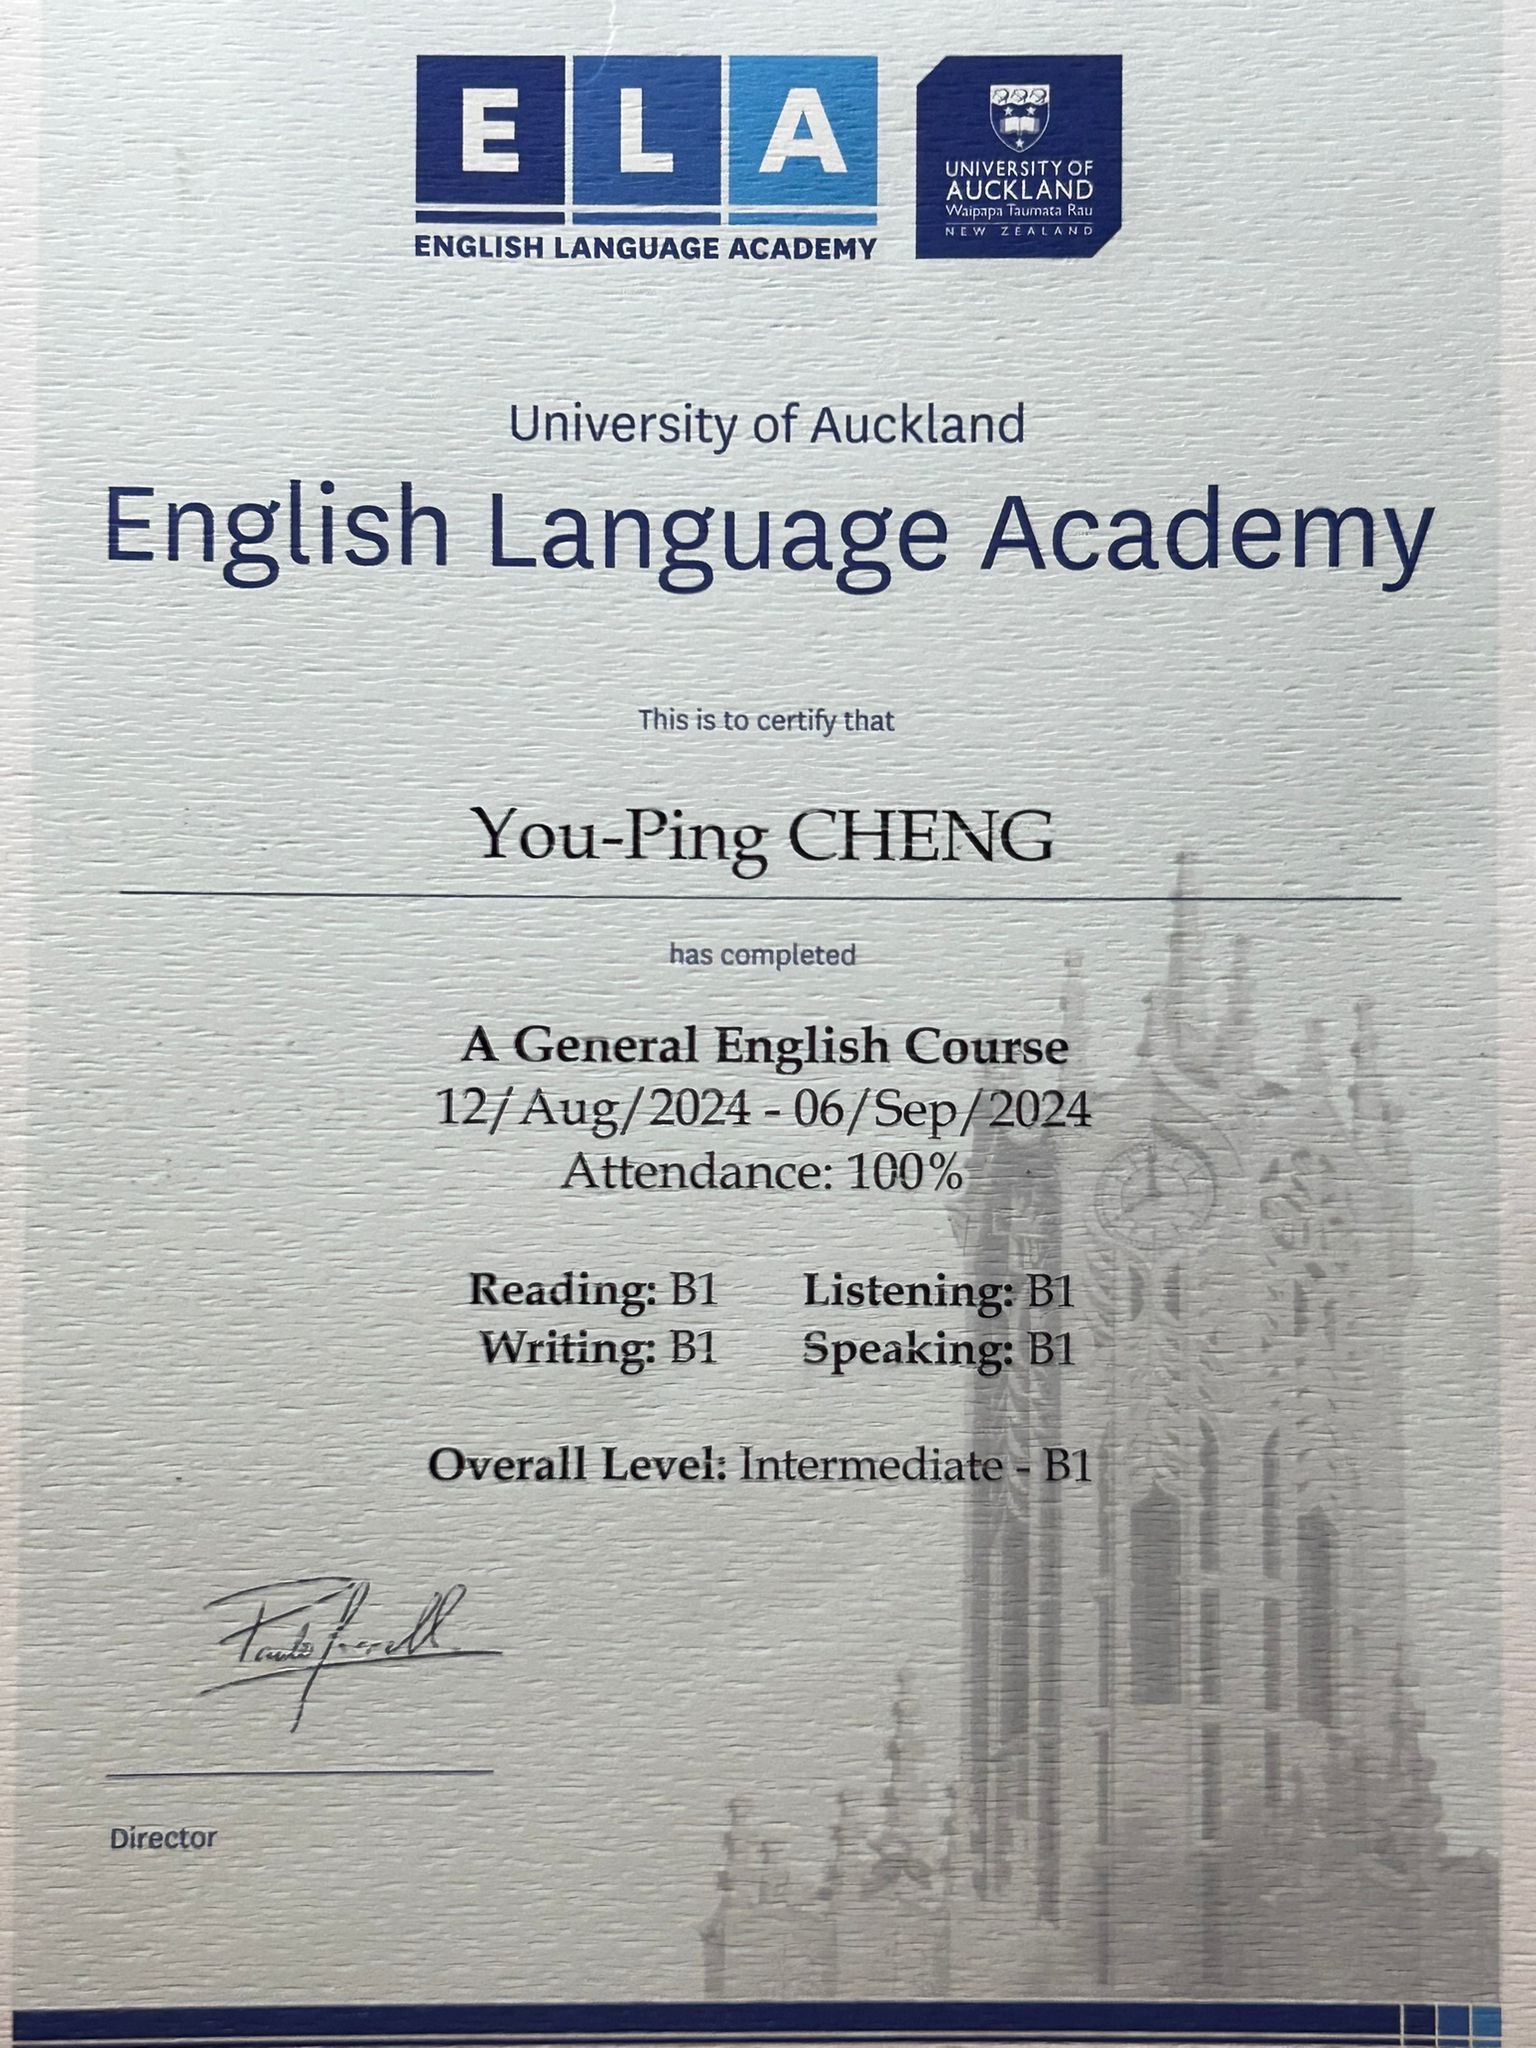 E L A
ENGLISH LANGUAGE ACADEMY
UNIVERSITY OF
AUCKLAND
Waipapa Taumata Rau
NEW ZEALAND
University of Auckland
English Language Academy
This is to certify that
You-Ping CHENG
has completed
A General English Course
12/Aug/2024 - 06/Sep/2024
Attendance: 100%
Reading: B1 Listening: B1
Writing: B1 Speaking: B1
Overall Level: Intermediate - B1
Director